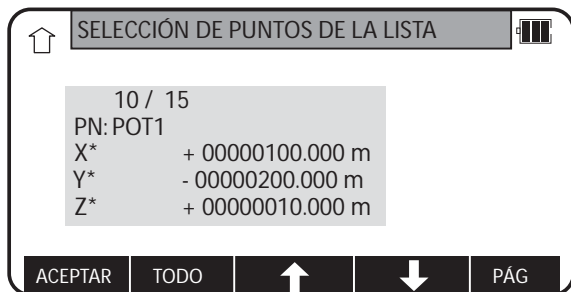 SELECCIÓN DE PUNTOS DE LA LISTA
10 / 15
PN: POT1
X* + 00000100.000 m
Y* - 00000200.000 m
Z* + 00000010.000 m
ACEPTAR TODO PÁG